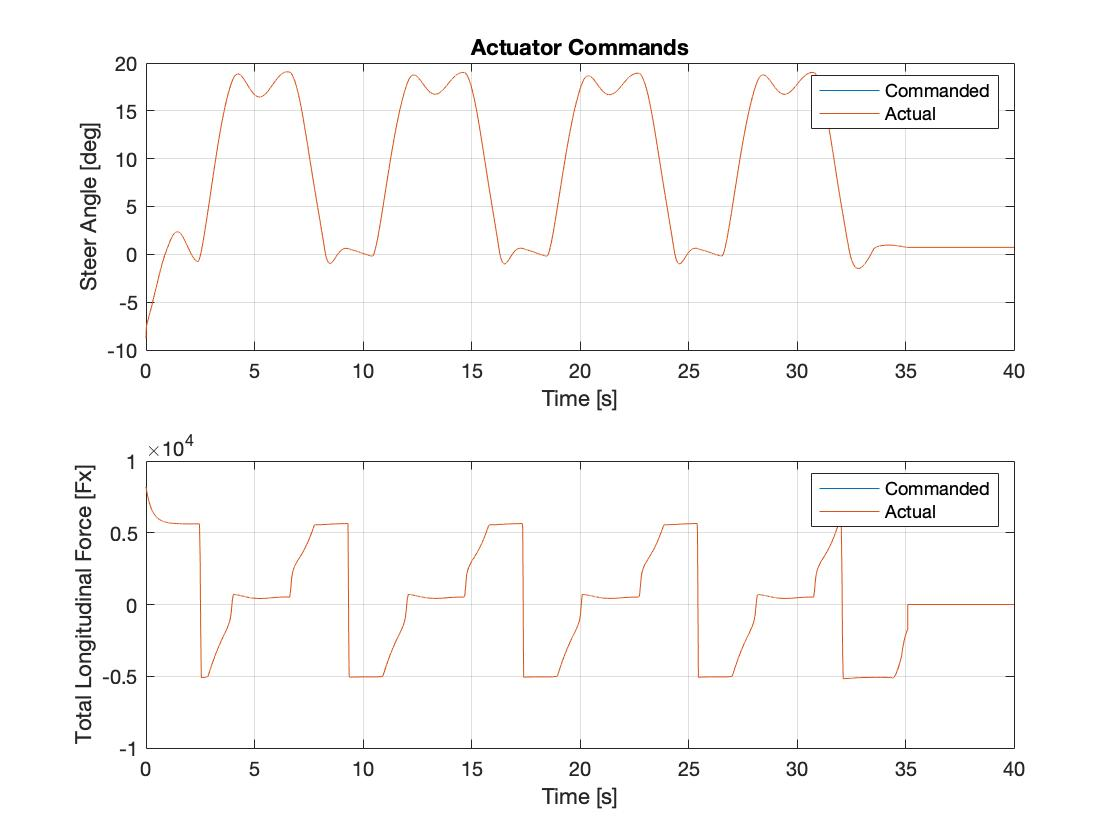 Actuator Commands
20
15
10
5
0
-5
-10
Steer Angle [deg]
Commanded
Actual
0 5 10 15 20 25 30 35 40
Time [s]
×10^4
1
0.5
0
-0.5
-1
Total Longitudinal Force [Fx]
Commanded
Actual
0 5 10 15 20 25 30 35 40
Time [s]